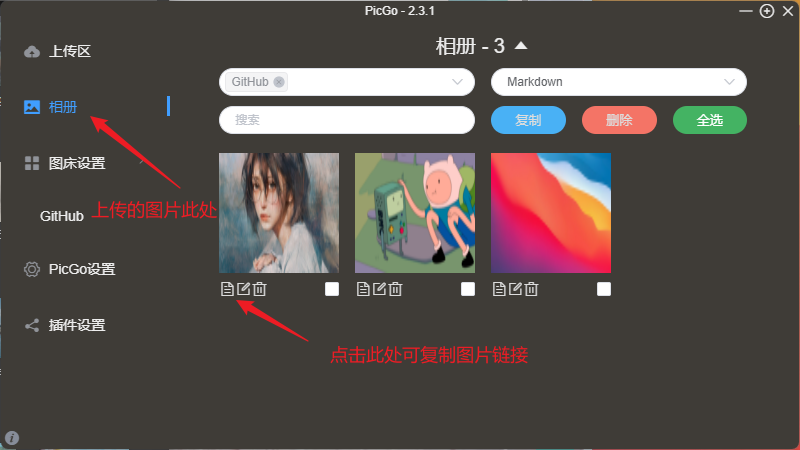 PicGo - 2.3.1
上传区
相册 - 3
GitHub
Markdown
相册
搜索
复制
删除
全选
图床设置
上传的图片此处
GitHub
PicGo设置
插件设置
点击此处可复制图片链接